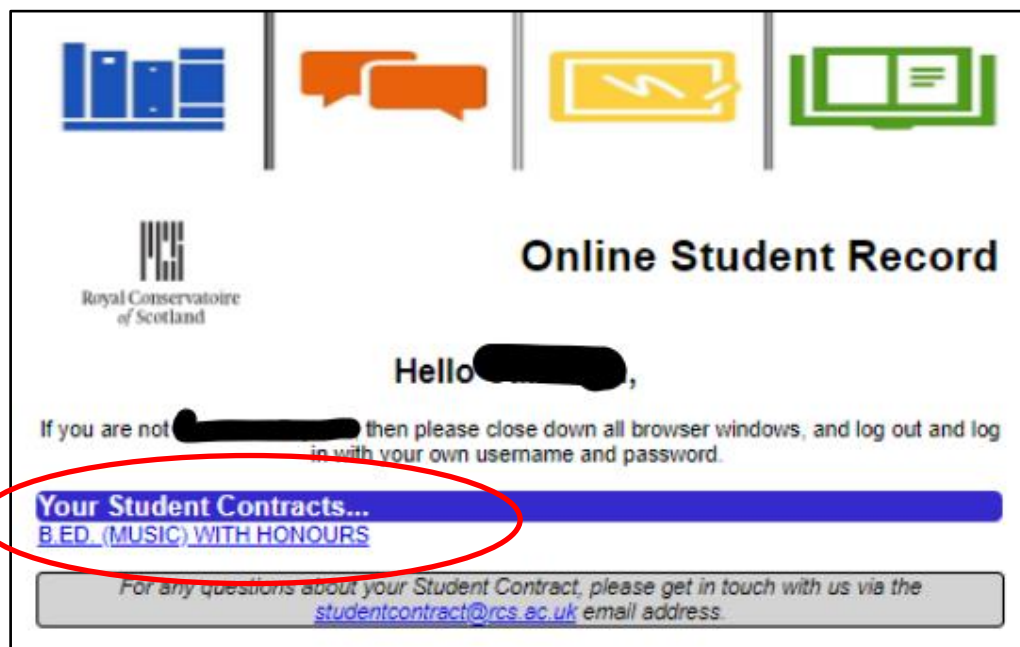 Royal Conservatoire
of Scotland
Online Student Record
Hello ,
If you are not then please close down all browser windows, and log out and log
in with your own username and password.
Your Student Contracts...
B.ED. (MUSIC) WITH HONOURS
For any questions about your Student Contract, please get in touch with us via the
studentcontract@rcs.ac.uk email address.